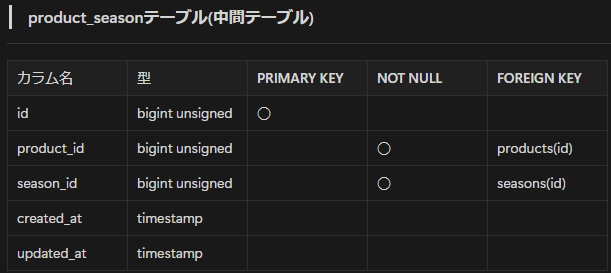 product_seasonテーブル(中間テーブル)
カラム名 型 PRIMARY KEY NOT NULL FOREIGN KEY
id bigint unsigned ○
product_id bigint unsigned ○ products(id)
season_id bigint unsigned ○ seasons(id)
created_at timestamp
updated_at timestamp